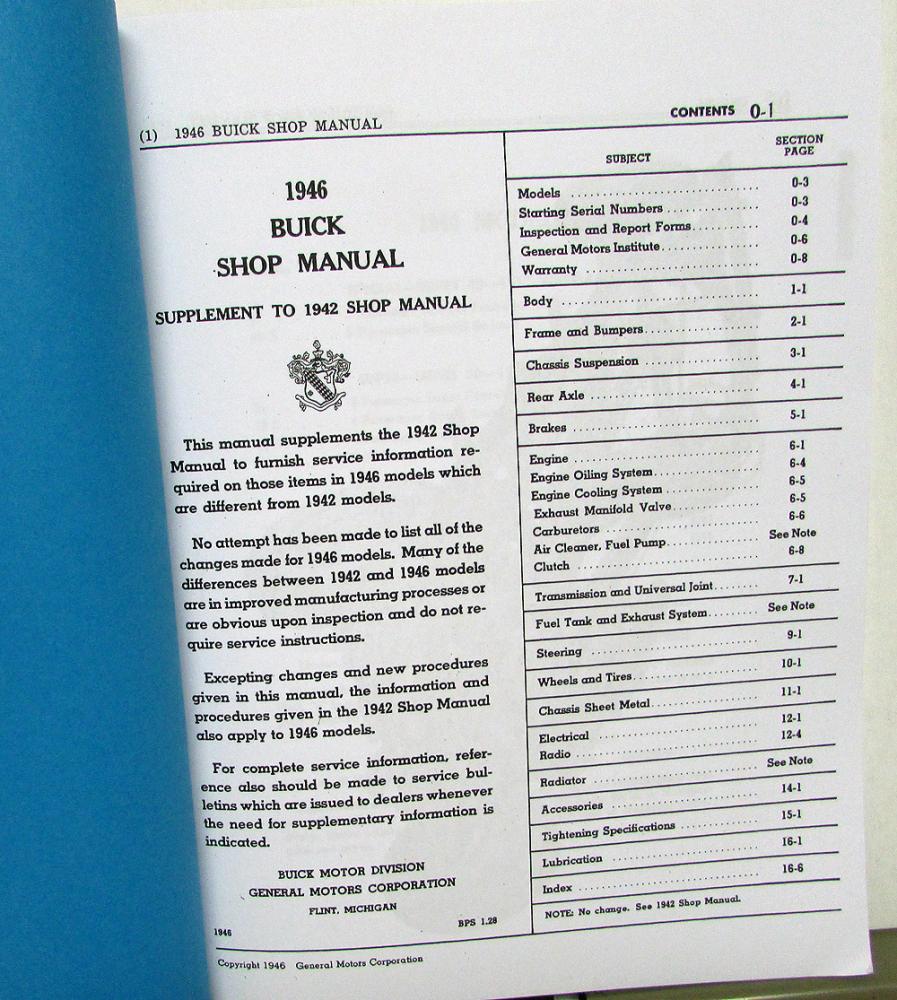 (1) 1946 BUICK SHOP MANUAL
CONTENTS 0-1
1946
BUICK
SHOP MANUAL
SUPPLEMENT TO 1942 SHOP MANUAL
This manual supplements the 1942 Shop
Manual to furnish service information re-
quired on those items in 1946 models which
are different from 1942 models.
No attempt has been made to list all of the
changes made for 1946 models. Many of the
differences between 1942 and 1946 models
are in improved manufacturing processes or
are obvious upon inspection and do not re-
quire service instructions.
Excepting changes and new procedures
given in this manual, the information and
procedures given in the 1942 Shop Manual
also apply to 1946 models.
For complete service information, refer-
ence also should be made to service bul-
letins which are issued to dealers whenever
the need for supplementary information is
indicated.
BUICK MOTOR DIVISION
GENERAL MOTORS CORPORATION
FLINT, MICHIGAN
1946 BPS 1.28
SUBJECT SECTION PAGE
Models .......... 0-3
Starting Serial Numbers .......... 0-3
Inspection and Report Forms .......... 0-4
General Motors Institute .......... 0-6
Warranty .......... 0-8
Body .......... 1-1
Frame and Bumpers .......... 2-1
Chassis Suspension .......... 3-1
Rear Axle .......... 4-1
Brakes .......... 5-1
Engine .......... 6-1
Engine Oiling System .......... 6-4
Engine Cooling System .......... 6-5
Exhaust Manifold Valve .......... 6-5
Carburetors .......... 6-6
Air Cleaner, Fuel Pump .......... See Note
Clutch .......... 6-8
Transmission and Universal Joint .......... 7-1
Fuel Tank and Exhaust System .......... See Note
Steering .......... 9-1
Wheels and Tires .......... 10-1
Chassis Sheet Metal .......... 11-1
Electrical .......... 12-1
Radio .......... 12-4
Radiator .......... See Note
Accessories .......... 14-1
Tightening Specifications .......... 15-1
Lubrication .......... 16-1
Index .......... 16-6
NOTE: No change. See 1942 Shop Manual.
Copyright 1946 General Motors Corporation